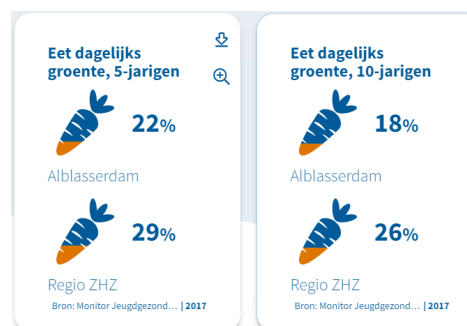 Eet dagelijks
groente, 5-jarigen
22%
Alblasserdam
29%
Regio ZHZ
Bron: Monitor Jeugdgezond... | 2017
Eet dagelijks
groente, 10-jarigen
18%
Alblasserdam
26%
Regio ZHZ
Bron: Monitor Jeugdgezond... | 2017